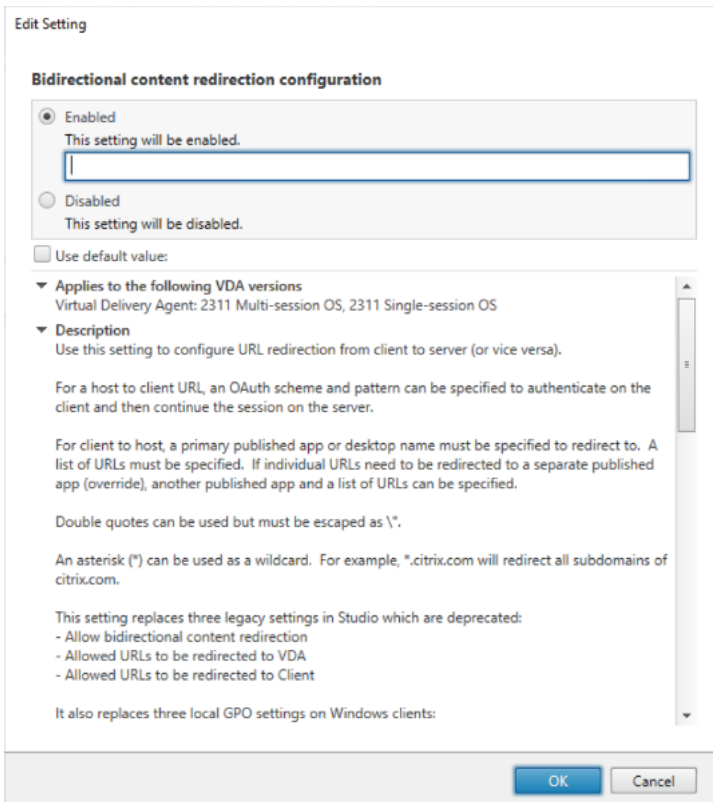 Edit Setting
Bidirectional content redirection configuration
Enabled
This setting will be enabled.
Disabled
This setting will be disabled.
Use default value:
Applies to the following VDA versions
Virtual Delivery Agent: 2311 Multi-session OS, 2311 Single-session OS
Description
Use this setting to configure URL redirection from client to server (or vice versa).
For a host to client URL, an OAuth scheme and pattern can be specified to authenticate on the
client and then continue the session on the server.
For client to host, a primary published app or desktop name must be specified to redirect to. A
list of URLs must be specified. If individual URLs need to be redirected to a separate published
app (override), another published app and a list of URLs can be specified.
Double quotes can be used but must be escaped as \".
An asterisk (*) can be used as a wildcard. For example, *.citrix.com will redirect all subdomains of
citrix.com.
This setting replaces three legacy settings in Studio which are deprecated:
- Allow bidirectional content redirection
- Allowed URLs to be redirected to VDA
- Allowed URLs to be redirected to Client
It also replaces three local GPO settings on Windows clients:
OK Cancel